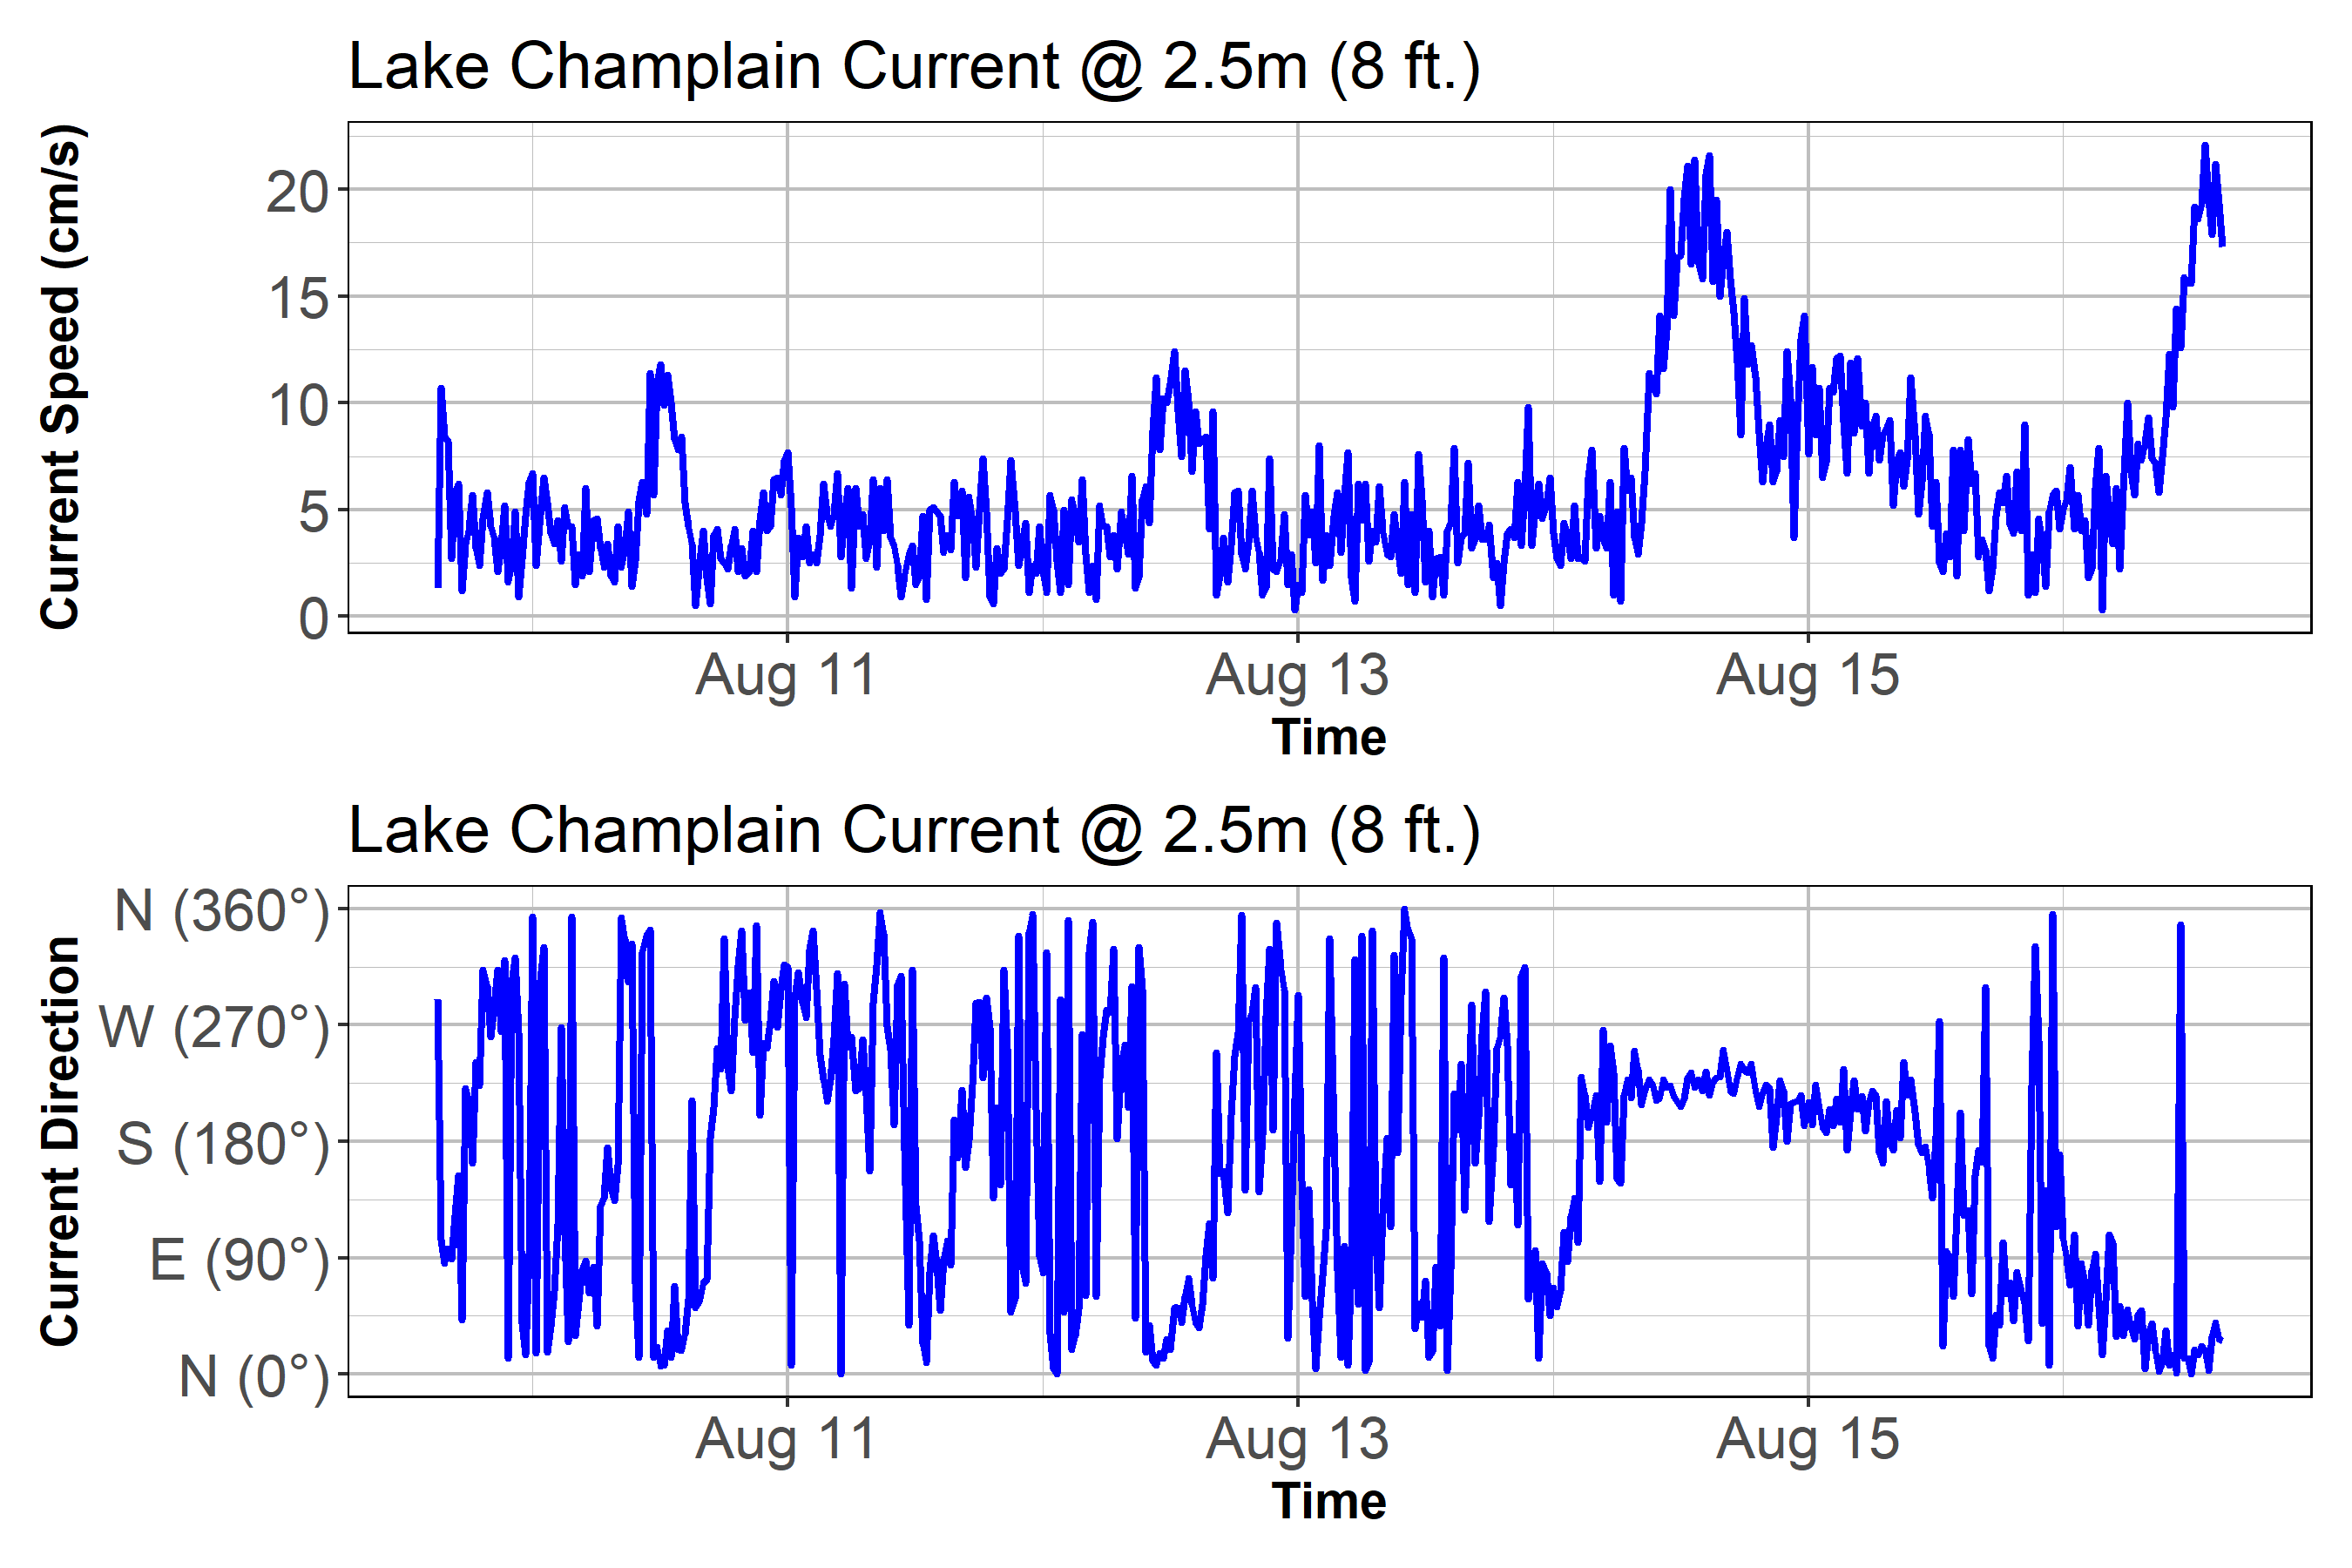 Lake Champlain Current @ 2.5m (8 ft.)
Current Speed (cm/s)
20
15
10
5
0
Aug 11 Aug 13 Aug 15
Time
Lake Champlain Current @ 2.5m (8 ft.)
Current Direction
N (360°)
W (270°)
S (180°)
E (90°)
N (0°)
Aug 11 Aug 13 Aug 15
Time